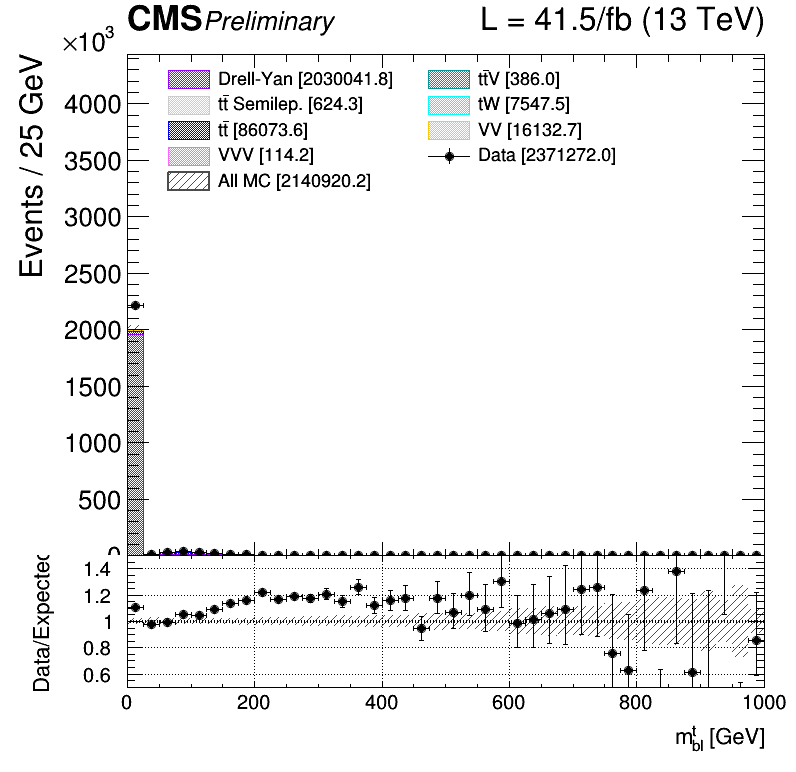 CMS Preliminary L = 41.5/fb (13 TeV)
×10³
Events / 25 GeV
Drell-Yan [2030041.8]
tt̄ Semilep. [624.3]
tt̄ [86073.6]
VVV [114.2]
All MC [2140920.2]
tt̄V [386.0]
tW [7547.5]
VV [16132.7]
Data [2371272.0]
4000
3500
3000
2500
2000
1500
1000
500
0
Data/Expected
1.4
1.2
1
0.8
0.6
0 200 400 600 800 1000
m_bl^t [GeV]